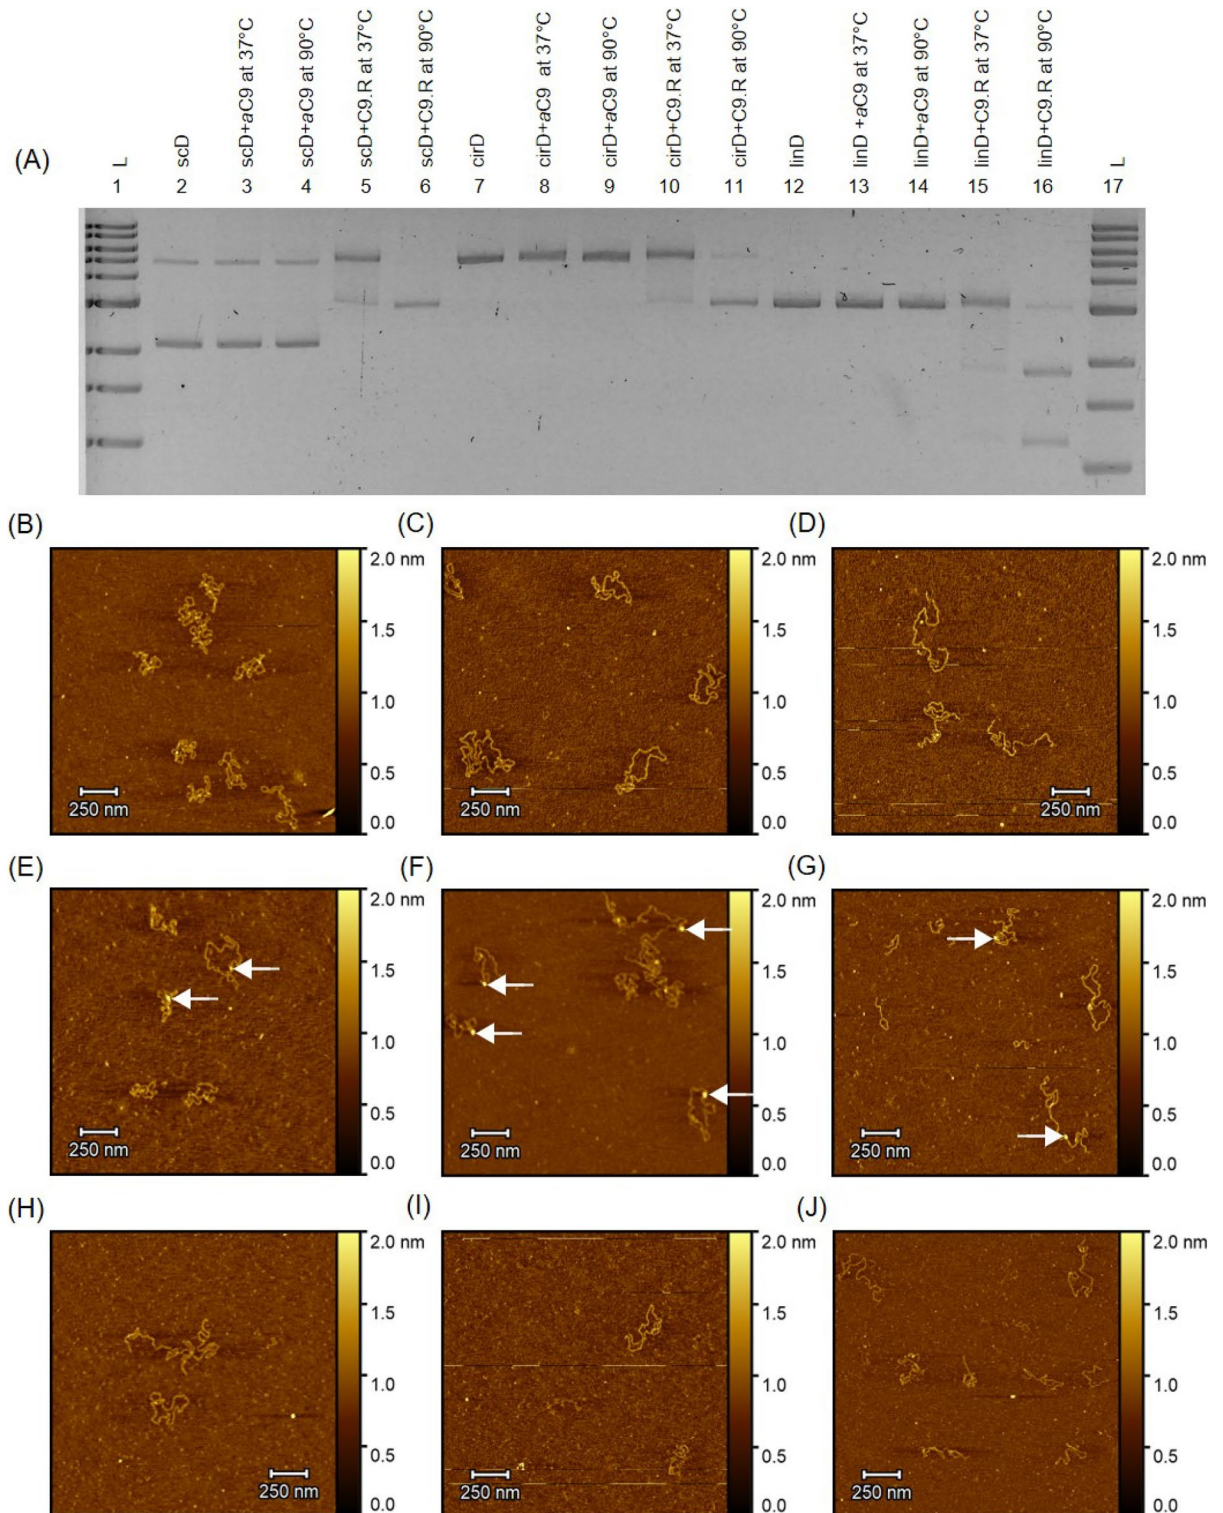 (A)
L
scD
scD+aC9 at 37°C
scD+aC9 at 90°C
scD+C9.R at 37°C
scD+C9.R at 90°C
cirD
cirD+aC9 at 37°C
cirD+aC9 at 90°C
cirD+C9.R at 37°C
cirD+C9.R at 90°C
linD
linD +aC9 at 37°C
linD+aC9 at 90°C
linD+C9.R at 37°C
linD+C9.R at 90°C
L
1 2 3 4 5 6 7 8 9 10 11 12 13 14 15 16 17
(B)
2.0 nm
1.5
1.0
0.5
0.0
250 nm
(C)
2.0 nm
1.5
1.0
0.5
0.0
250 nm
(D)
2.0 nm
1.5
1.0
0.5
0.0
250 nm
(E)
2.0 nm
1.5
1.0
0.5
0.0
250 nm
(F)
2.0 nm
1.5
1.0
0.5
0.0
250 nm
(G)
2.0 nm
1.5
1.0
0.5
0.0
250 nm
(H)
2.0 nm
1.5
1.0
0.5
0.0
250 nm
(I)
2.0 nm
1.5
1.0
0.5
0.0
250 nm
(J)
2.0 nm
1.5
1.0
0.5
0.0
250 nm